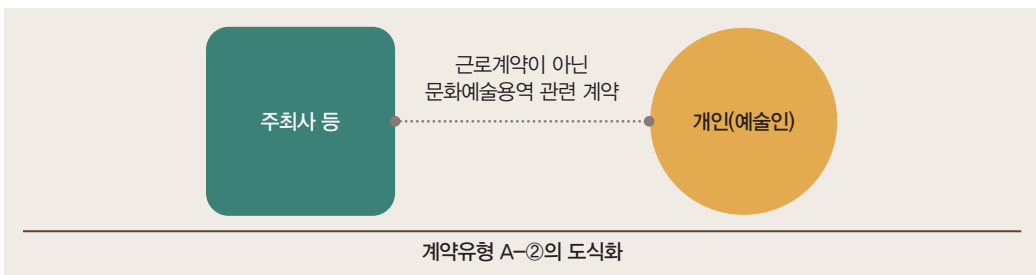 근로계약이 아닌
문화예술용역 관련 계약
주최사 등
개인(예술인)
계약유형 A-②의 도식화